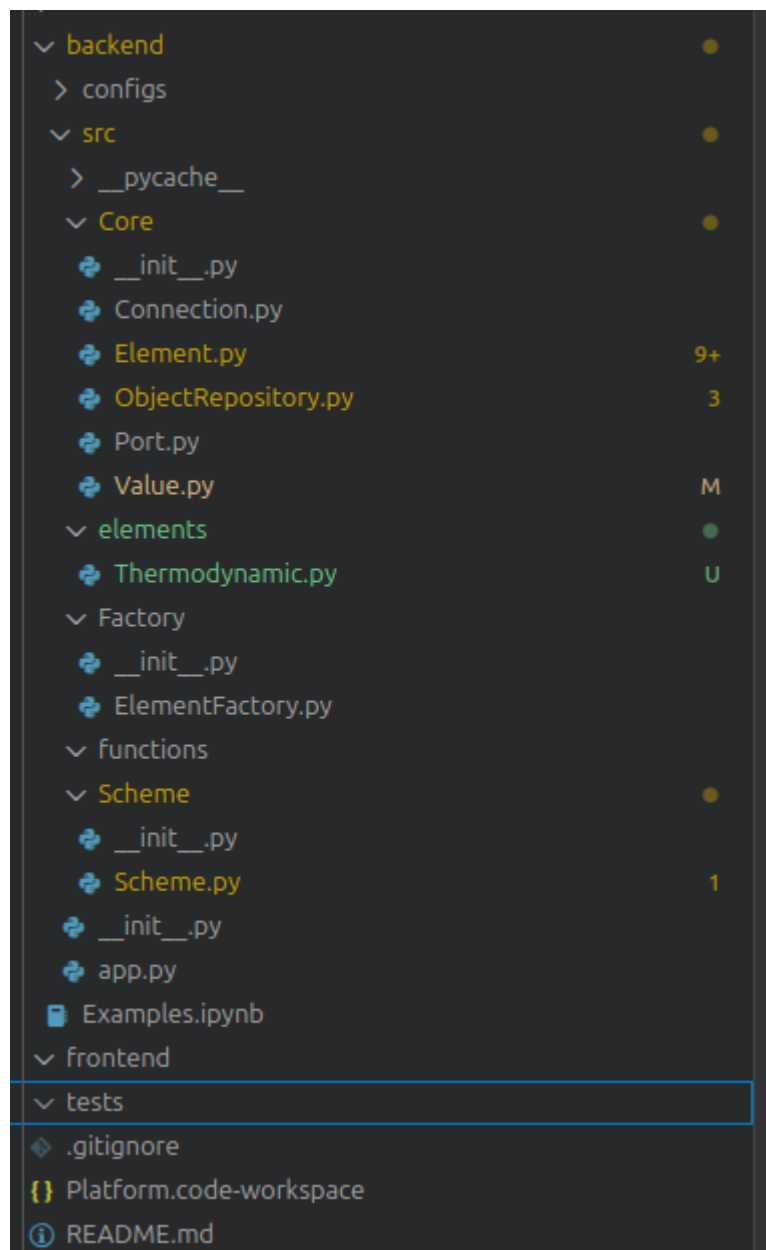 backend
configs
src
__pycache__
Core
__init__.py
Connection.py
Element.py 9+
ObjectRepository.py 3
Port.py
Value.py M
elements
Thermodynamic.py U
Factory
__init__.py
ElementFactory.py
functions
Scheme
__init__.py
Scheme.py 1
__init__.py
app.py
Examples.ipynb
frontend
tests
.gitignore
{} Platform.code-workspace
README.md